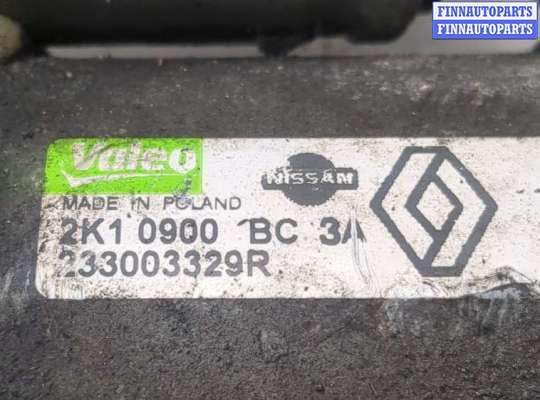 FINNAUTOPARTS
FINNAUTOPARTS
Valeo
NISSAN
MADE IN POLAND
2K1 0900 BC 3A
233003329R